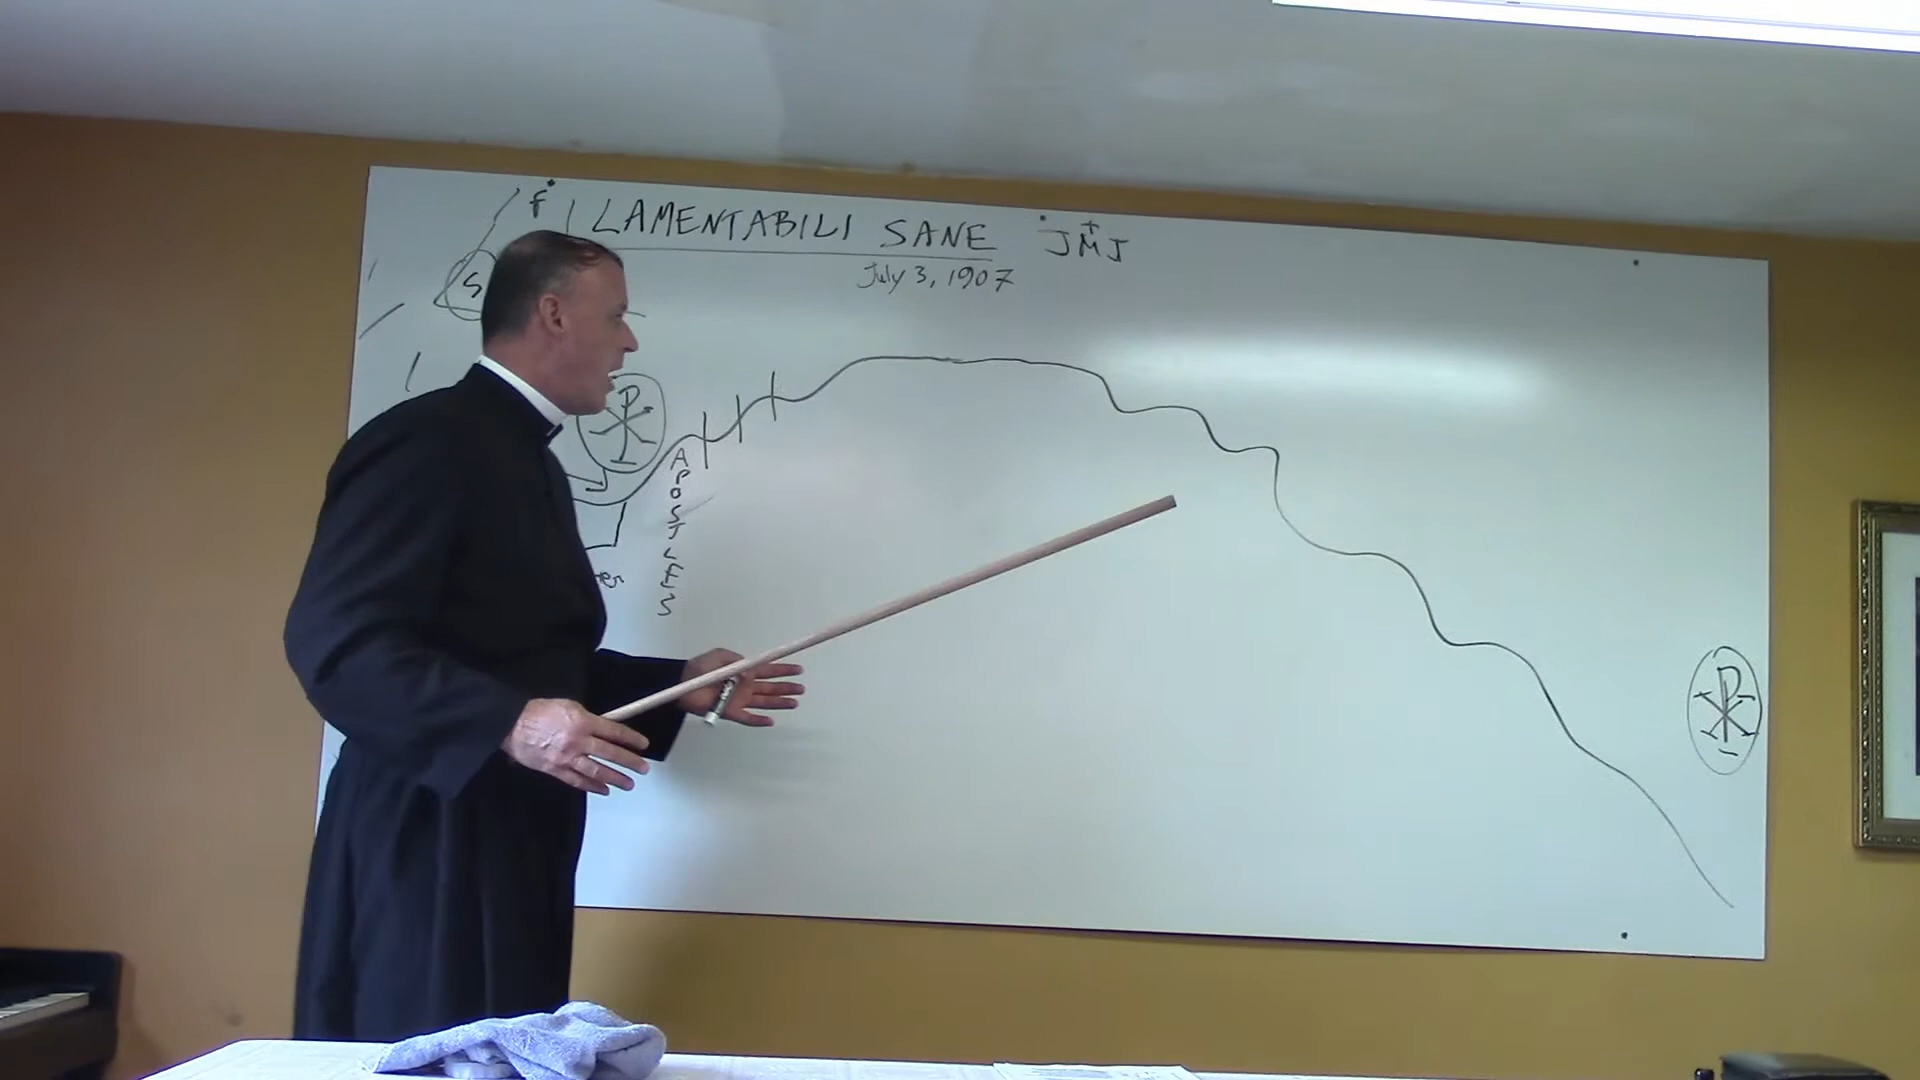 f
LAMENTABILI SANE JMJ
July 3, 1907
S
APOSTLES